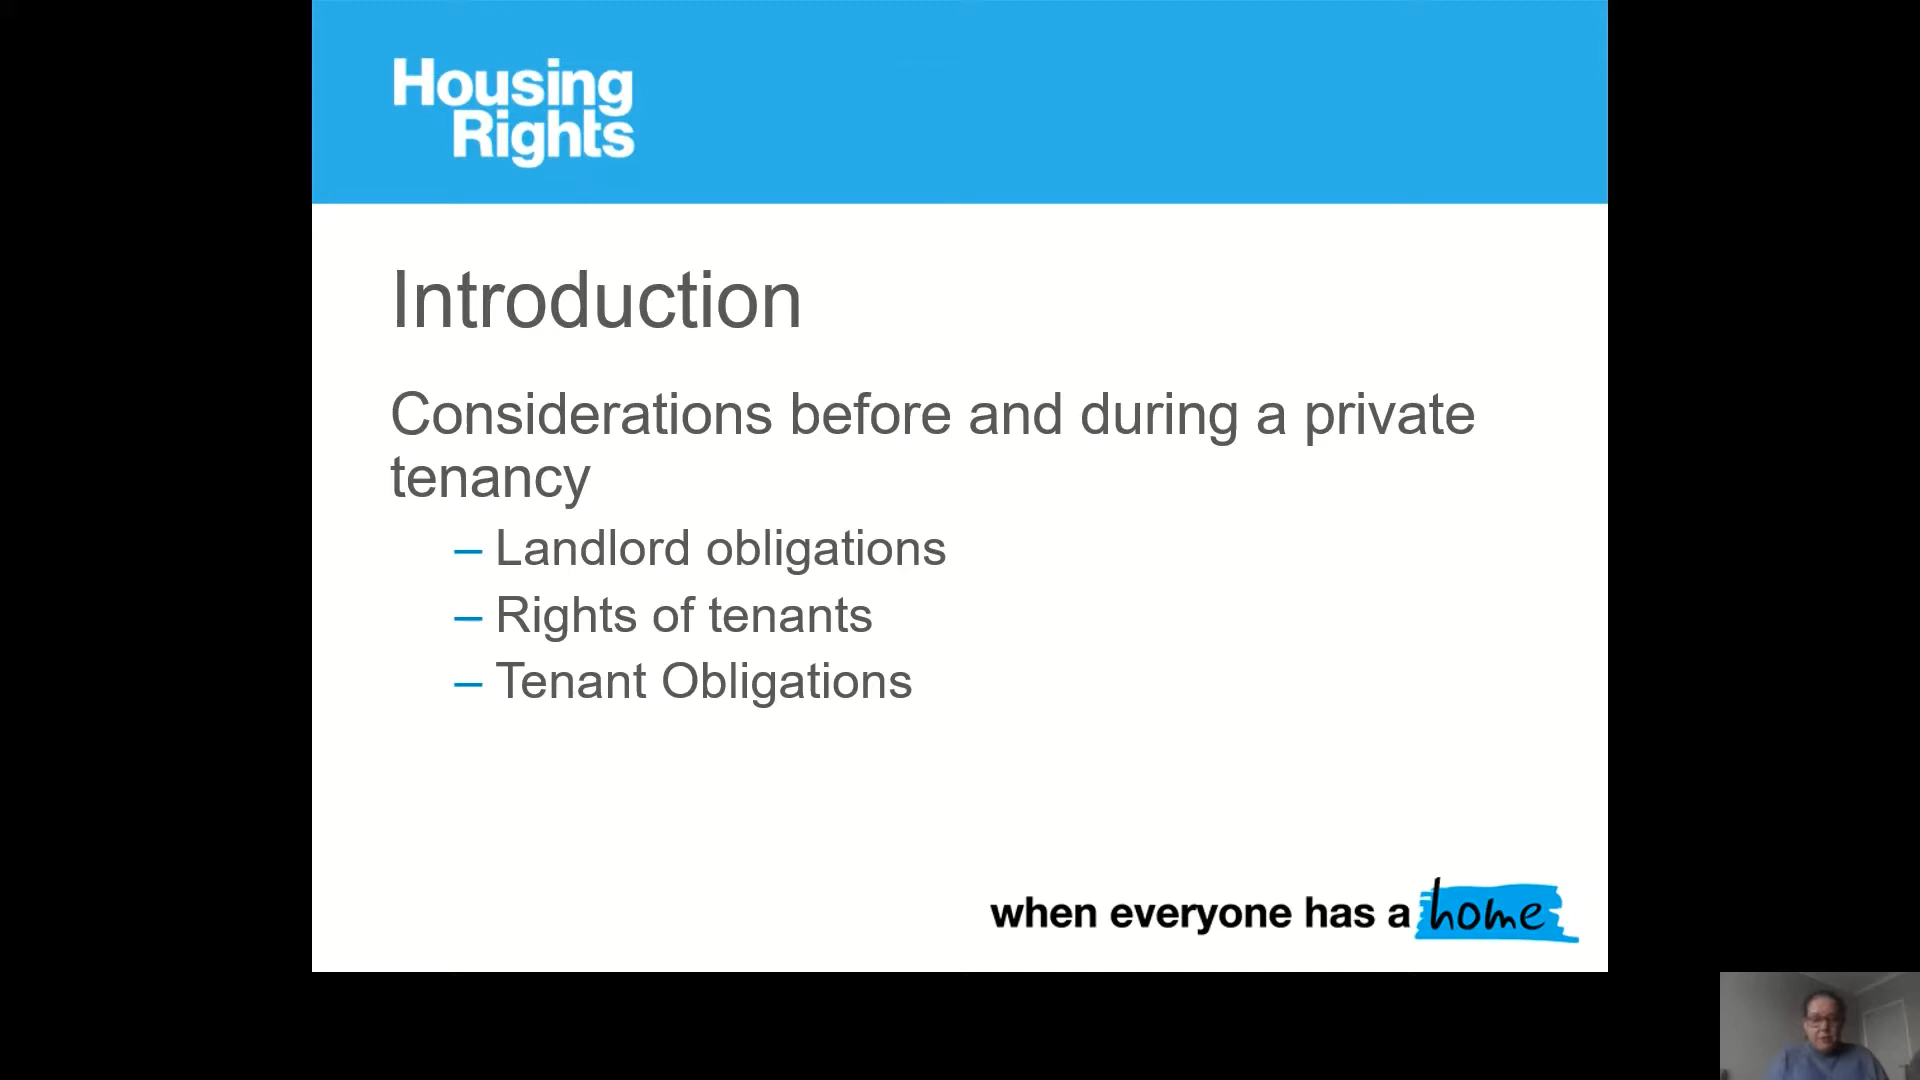 Housing
Rights
Introduction
Considerations before and during a private
tenancy
– Landlord obligations
– Rights of tenants
– Tenant Obligations
when everyone has a home